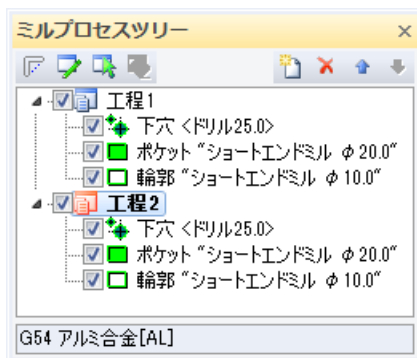 ミルプロセスツリー
工程1
下穴 <ドリル25.0>
ポケット “ショートエンドミル φ20.0“
輪郭 “ショートエンドミル φ10.0“
工程2
下穴 <ドリル25.0>
ポケット “ショートエンドミル φ20.0“
輪郭 “ショートエンドミル φ10.0“
G54 アルミ合金[AL]